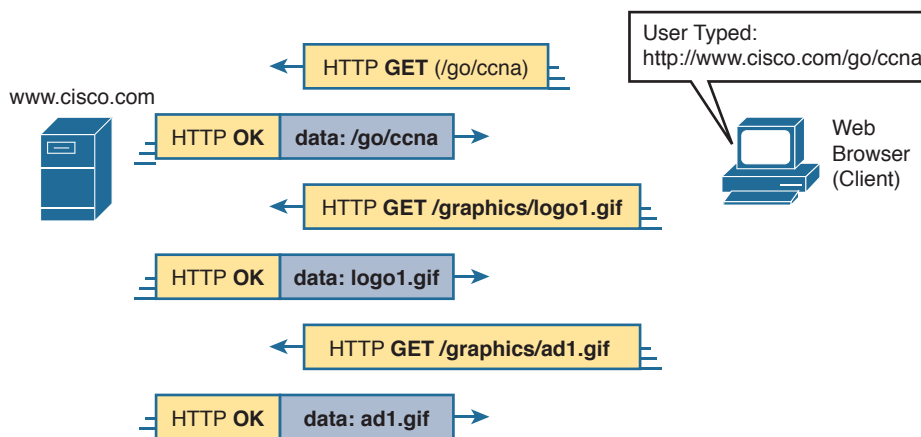 User Typed:
http://www.cisco.com/go/ccna
HTTP GET (/go/ccna)
www.cisco.com
HTTP OK data: /go/ccna
Web
Browser
(Client)
HTTP GET /graphics/logo1.gif
HTTP OK data: logo1.gif
HTTP GET /graphics/ad1.gif
HTTP OK data: ad1.gif